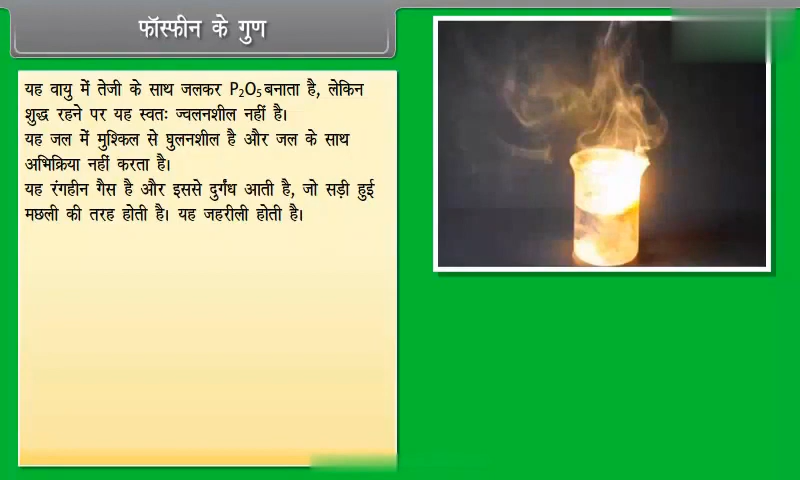 फॉस्फीन के गुण
यह वायु में तेजी के साथ जलकर P₂O₅ बनाता है, लेकिन
शुद्ध रहने पर यह स्वतः ज्वलनशील नहीं है।
यह जल में मुश्किल से घुलनशील है और जल के साथ
अभिक्रिया नहीं करता है।
यह रंगहीन गैस है और इससे दुर्गंध आती है, जो सड़ी हुई
मछली की तरह होती है। यह जहरीली होती है।